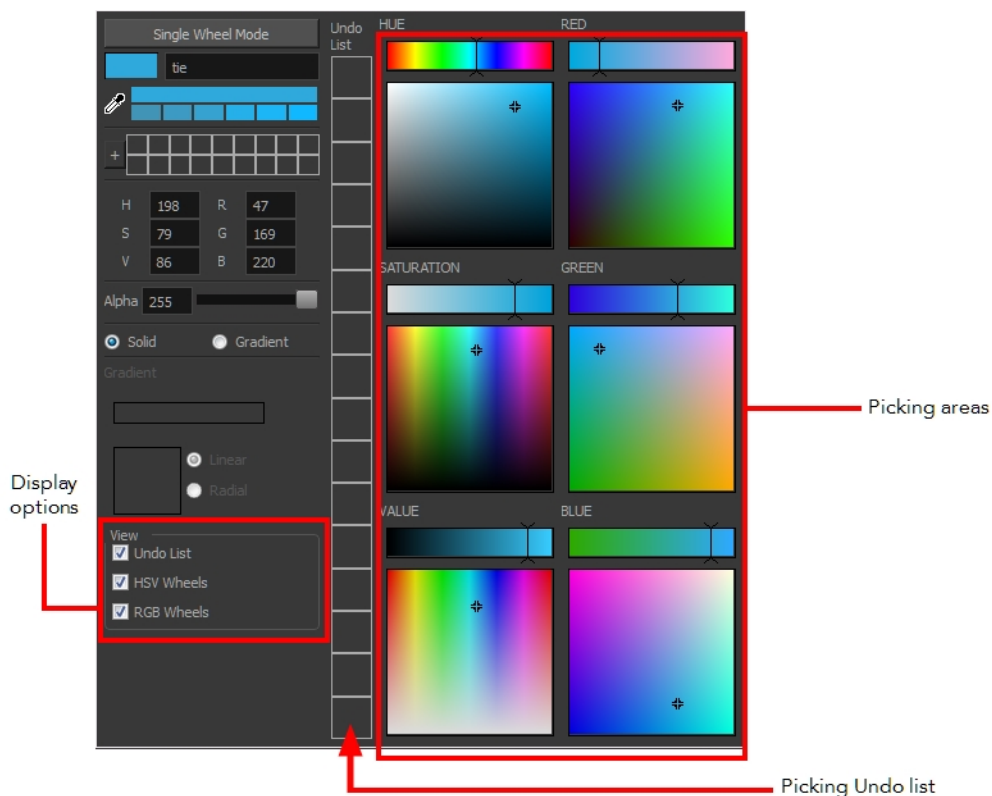 Single Wheel Mode
tie
+
H 198 R 47
S 79 G 169
V 86 B 220
Alpha 255
Solid Gradient
Gradient
Linear
Radial
View
Undo List
HSV Wheels
RGB Wheels
Undo
List
HUE
RED
SATURATION
GREEN
VALUE
BLUE
Display
options
Picking areas
Picking Undo list